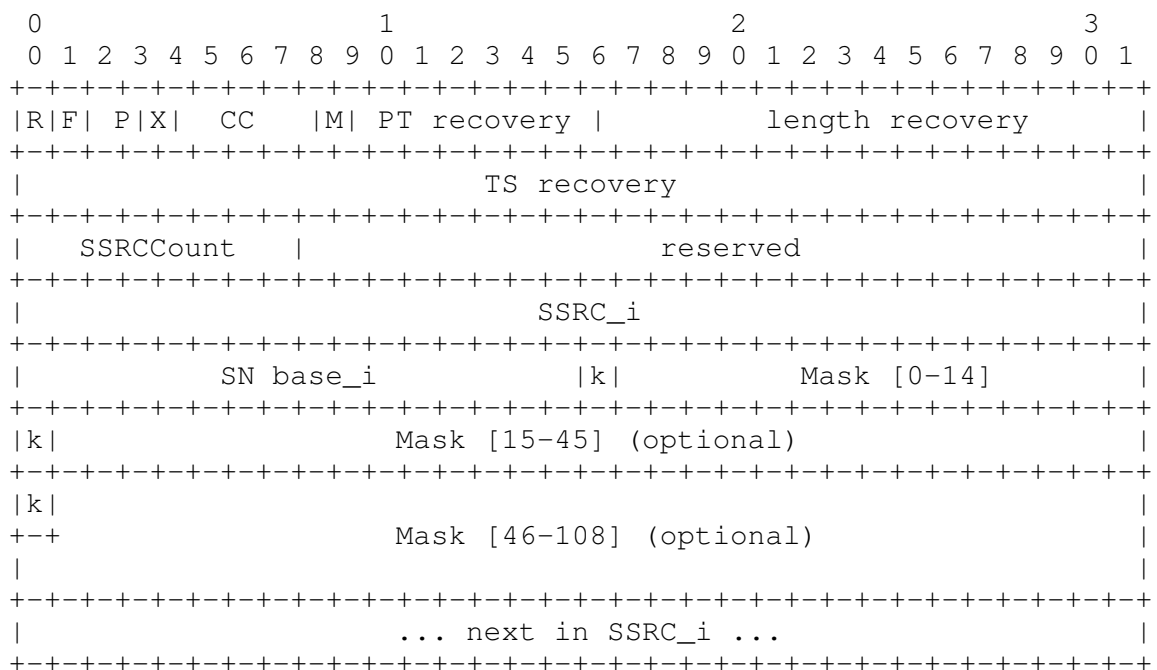 0                   1                   2                   3
 0 1 2 3 4 5 6 7 8 9 0 1 2 3 4 5 6 7 8 9 0 1 2 3 4 5 6 7 8 9 0 1
+-+-+-+-+-+-+-+-+-+-+-+-+-+-+-+-+-+-+-+-+-+-+-+-+-+-+-+-+-+-+-+-+
|R|F| P|X|  CC   |M| PT recovery |         length recovery      |
+-+-+-+-+-+-+-+-+-+-+-+-+-+-+-+-+-+-+-+-+-+-+-+-+-+-+-+-+-+-+-+-+
|                          TS recovery                          |
+-+-+-+-+-+-+-+-+-+-+-+-+-+-+-+-+-+-+-+-+-+-+-+-+-+-+-+-+-+-+-+-+
|   SSRCCount   |                    reserved                   |
+-+-+-+-+-+-+-+-+-+-+-+-+-+-+-+-+-+-+-+-+-+-+-+-+-+-+-+-+-+-+-+-+
|                             SSRC_i                            |
+-+-+-+-+-+-+-+-+-+-+-+-+-+-+-+-+-+-+-+-+-+-+-+-+-+-+-+-+-+-+-+-+
|           SN base_i           |k|          Mask [0-14]        |
+-+-+-+-+-+-+-+-+-+-+-+-+-+-+-+-+-+-+-+-+-+-+-+-+-+-+-+-+-+-+-+-+
|k|                   Mask [15-45] (optional)                   |
+-+-+-+-+-+-+-+-+-+-+-+-+-+-+-+-+-+-+-+-+-+-+-+-+-+-+-+-+-+-+-+-+
|k|                                                             |
+-+                   Mask [46-108] (optional)                  |
|                                                               |
+-+-+-+-+-+-+-+-+-+-+-+-+-+-+-+-+-+-+-+-+-+-+-+-+-+-+-+-+-+-+-+-+
|                     ... next in SSRC_i ...                    |
+-+-+-+-+-+-+-+-+-+-+-+-+-+-+-+-+-+-+-+-+-+-+-+-+-+-+-+-+-+-+-+-+